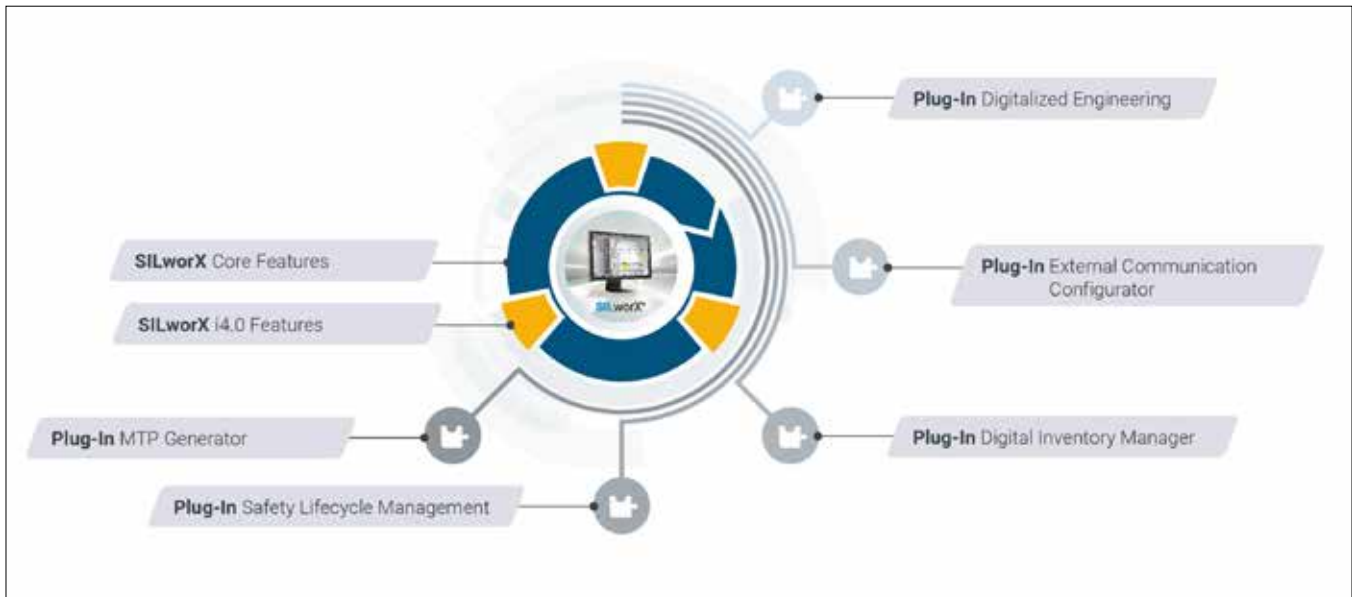 Plug-In Digitalized Engineering
SILworX Core Features
Plug-In External Communication
Configurator
SILworX i4.0 Features
SILworX®
Plug-In MTP Generator
Plug-In Digital Inventory Manager
Plug-In Safety Lifecycle Management